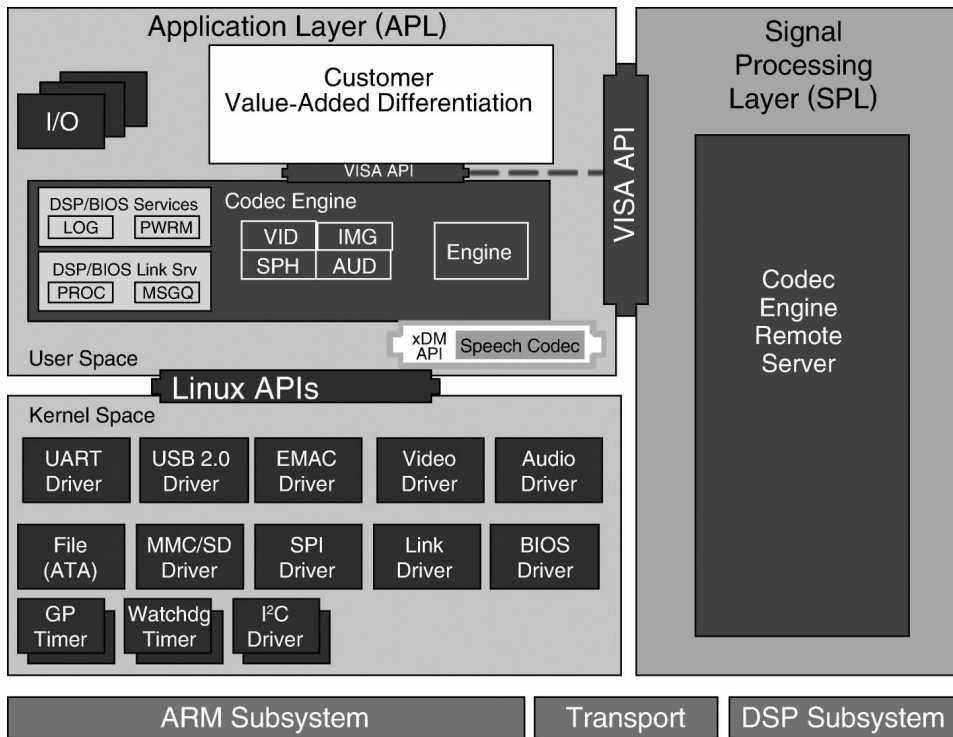 Application Layer (APL)
I/O
Customer
Value-Added Differentiation
VISA API
DSP/BIOS Services
LOG
PWRM
DSP/BIOS Link Srv
PROC
MSGQ
Codec Engine
VID
IMG
SPH
AUD
Engine
xDM
API
Speech Codec
User Space
VISA API
Signal
Processing
Layer (SPL)
Codec
Engine
Remote
Server
Linux APIs
Kernel Space
UART
Driver
USB 2.0
Driver
EMAC
Driver
Video
Driver
Audio
Driver
File
(ATA)
MMC/SD
Driver
SPI
Driver
Link
Driver
BIOS
Driver
GP
Timer
Watchdg
Timer
I²C
Driver
ARM Subsystem
Transport
DSP Subsystem